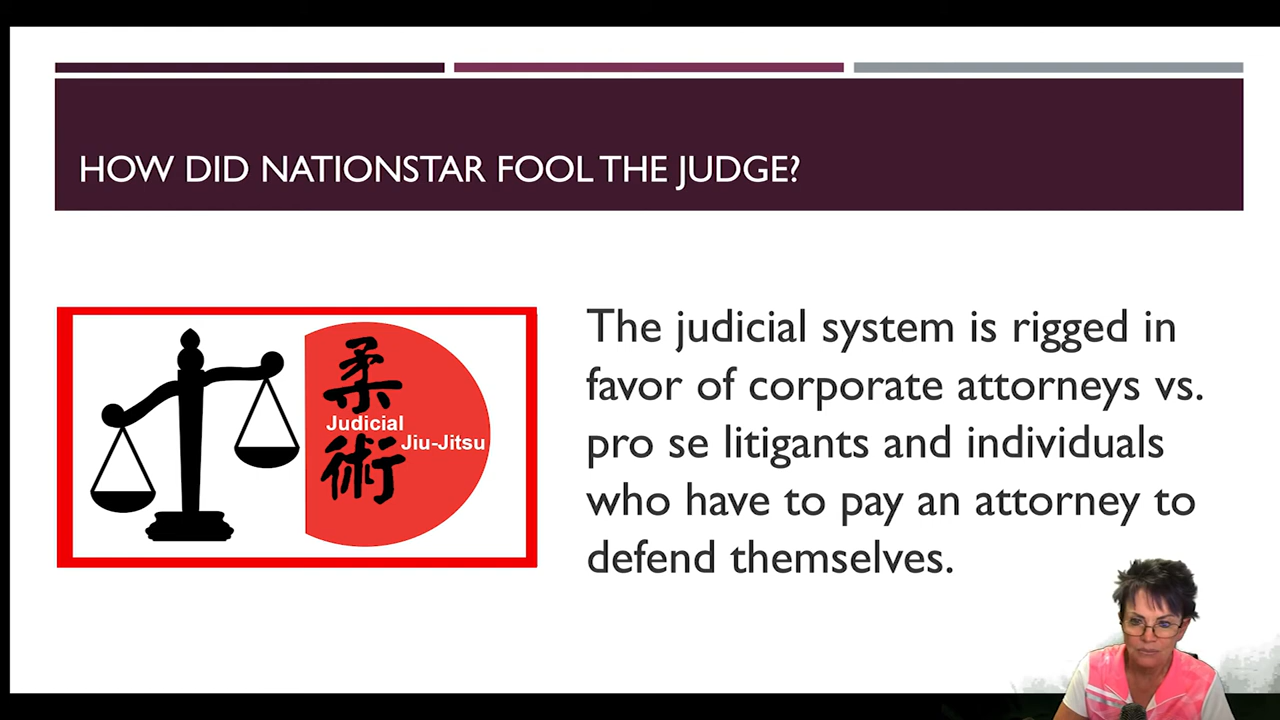 HOW DID NATIONSTAR FOOL THE JUDGE?
柔
Judicial
Jiu-Jitsu
術
The judicial system is rigged in
favor of corporate attorneys vs.
pro se litigants and individuals
who have to pay an attorney to
defend themselves.